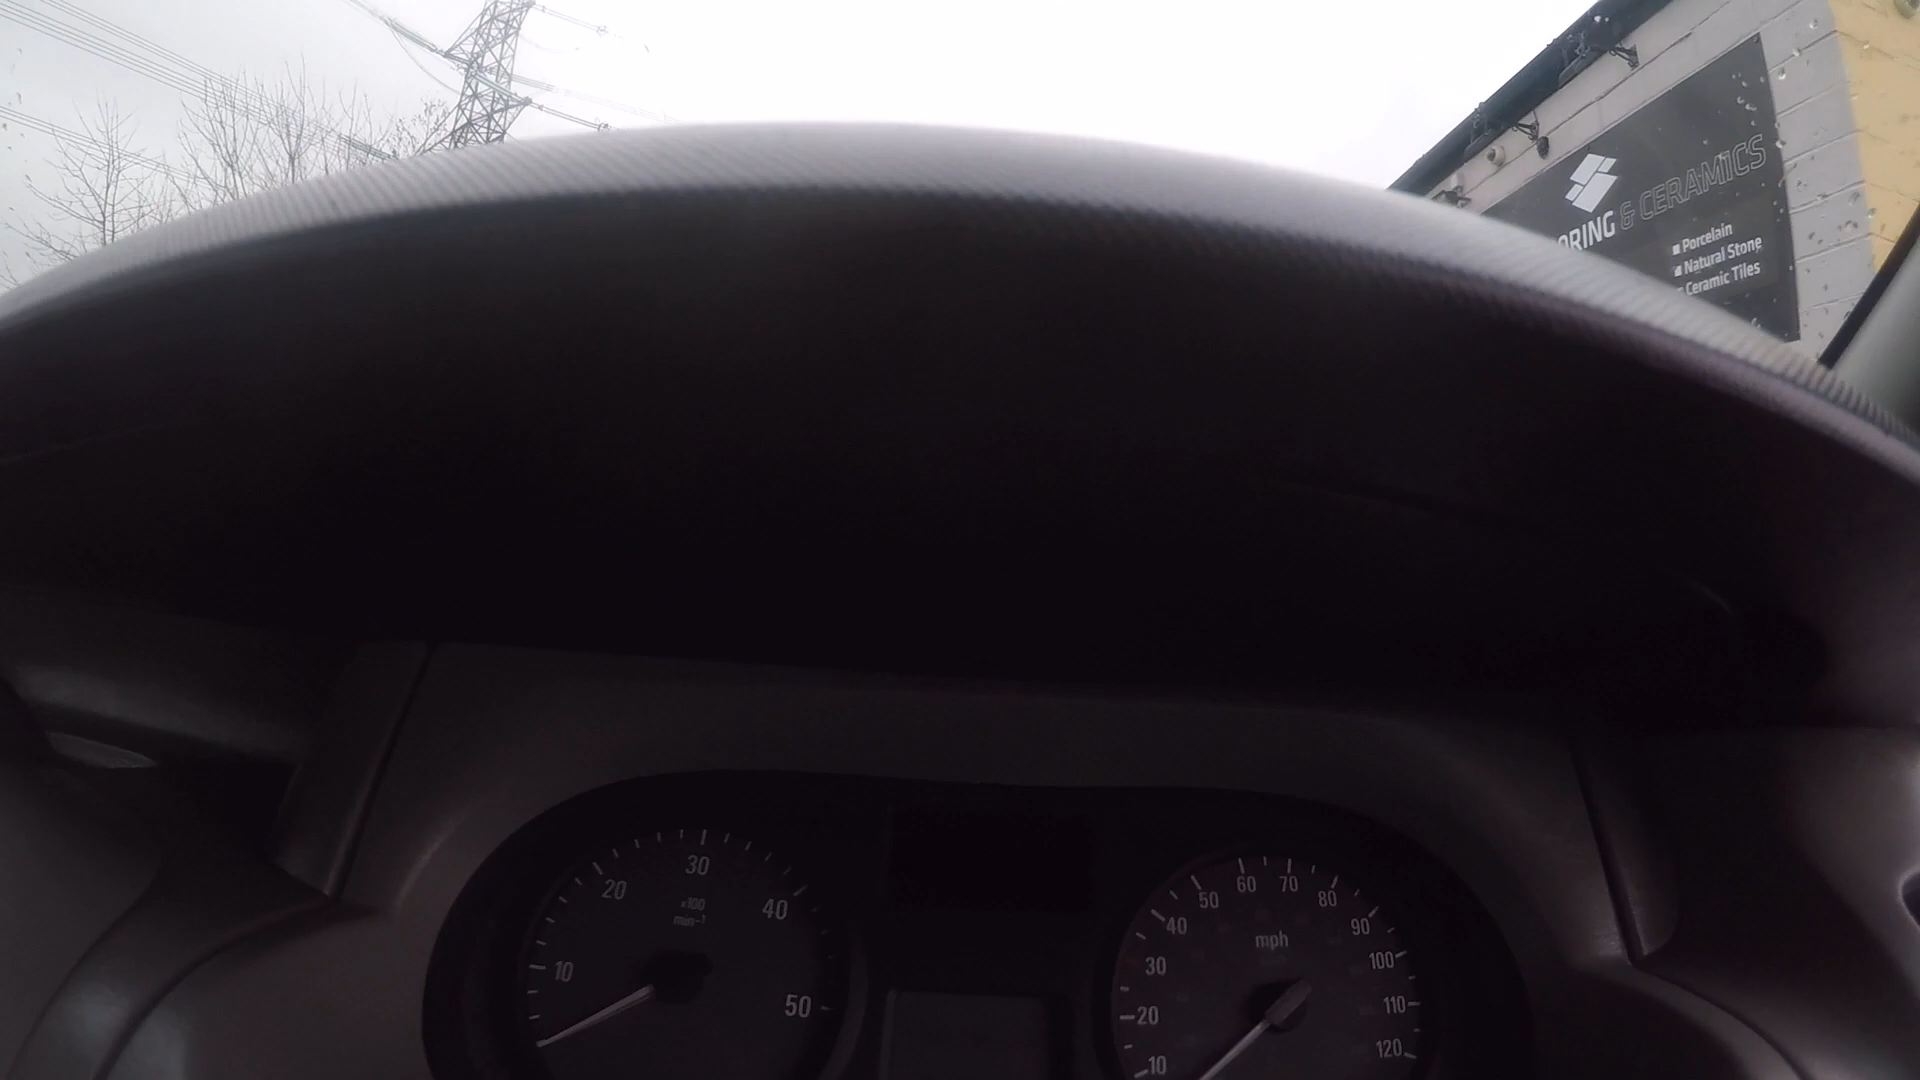 ORING & CERAMICS
Porcelain
Natural Stone
Ceramic Tiles
30
20
40
x100
min-1
10
50
60
70
50
80
40
90
mph
30
100
20
110
10
120